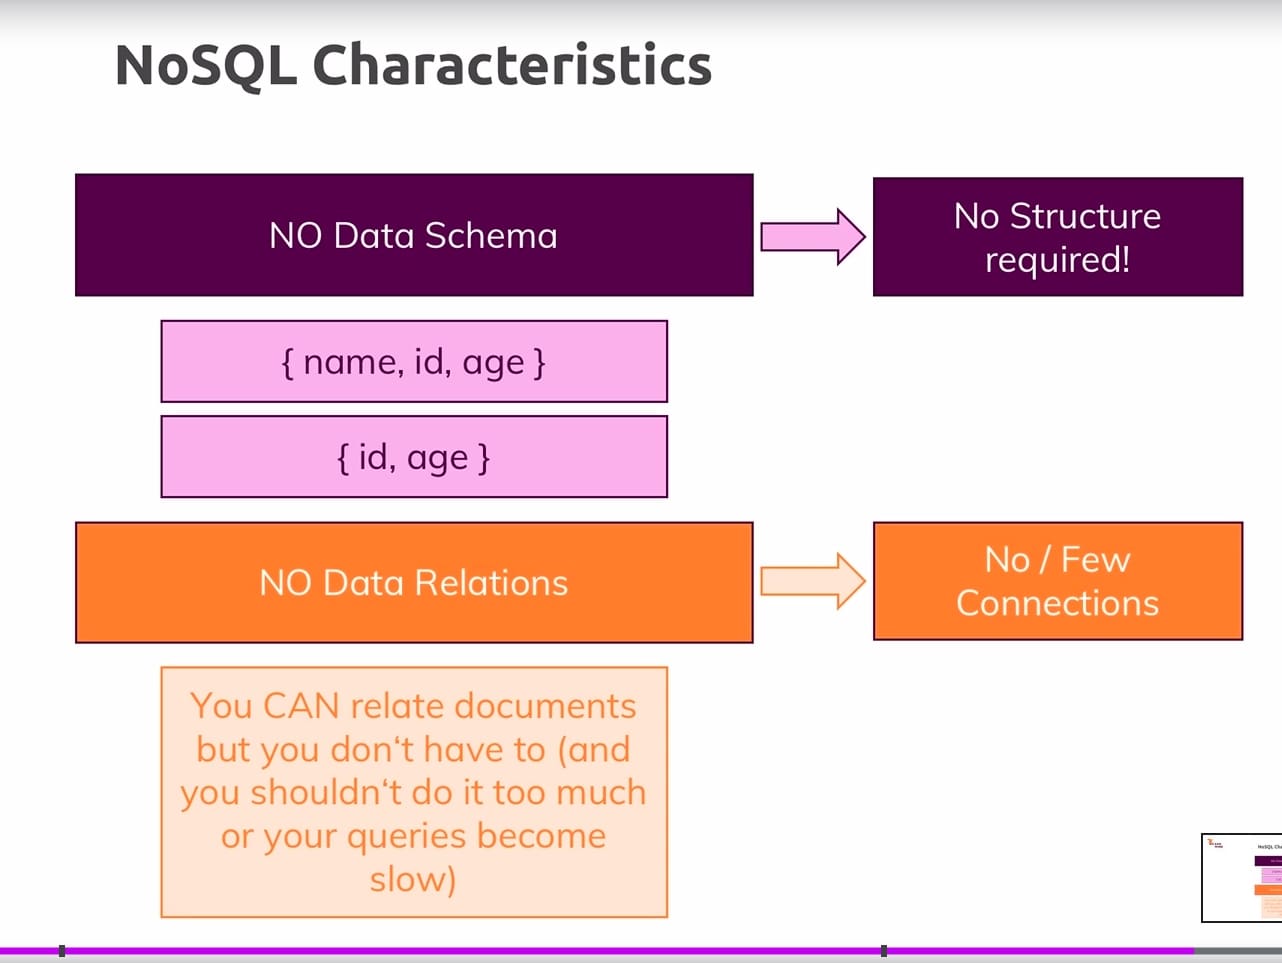 NoSQL Characteristics
NO Data Schema
No Structure
required!
{ name, id, age }
{ id, age }
NO Data Relations
No / Few
Connections
You CAN relate documents
but you don‘t have to (and
you shouldn‘t do it too much
or your queries become
slow)